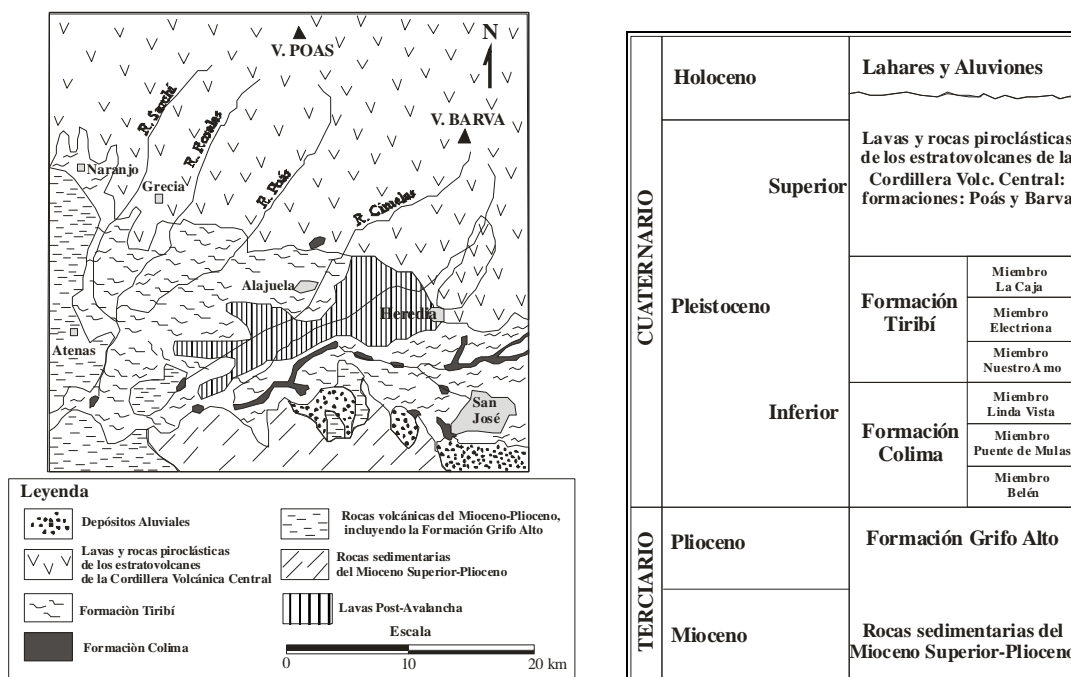 N
V. POAS
V. BARVA
R. Sarchí
R. Rosales
R. Poás
R. Ciruelas
Naranjo
Grecia
Alajuela
Heredia
Atenas
San
José
Leyenda
Depósitos Aluviales
Lavas y rocas piroclásticas
de los estratovolcanes
de la Cordillera Volcánica Central
Formaciòn Tiribí
Formaciòn Colima
Rocas volcánicas del Mioceno-Plioceno,
incluyendo la Formación Grifo Alto
Rocas sedimentarias
del Mioceno Superior-Plioceno
Lavas Post-Avalancha
Escala
0 10 20 km
CUATERNARIO
Holoceno
Lahares y Aluviones
Pleistoceno
Superior
Lavas y rocas piroclásticas
de los estratovolcanes de la
Cordillera Volc. Central:
formaciones: Poás y Barva
Inferior
Formación
Tiribí
Miembro
La Caja
Miembro
Electriona
Miembro
Nuestro Amo
Formación
Colima
Miembro
Linda Vista
Miembro
Puente de Mulas
Miembro
Belén
TERCIARIO
Plioceno
Formación Grifo Alto
Mioceno
Rocas sedimentarias del
Mioceno Superior-Plioceno